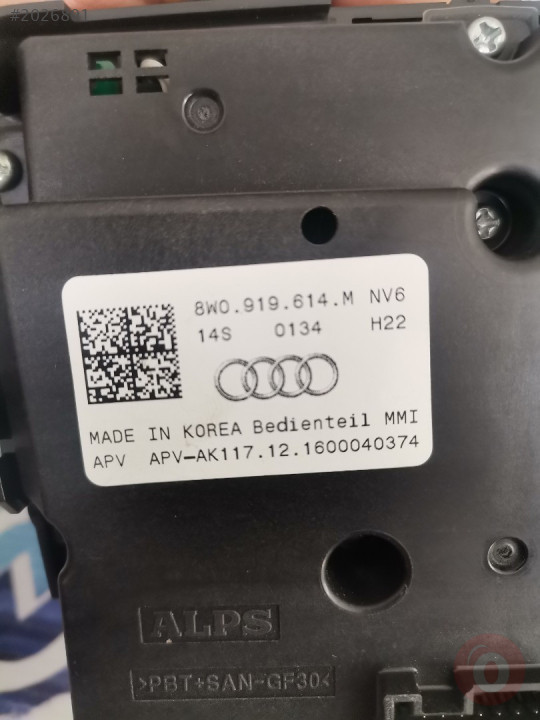 8W0.919.614.M NV6
14S 0134 H22
MADE IN KOREA Bedienteil MMI
APV APV-AK117.12.1600040374
ALPS
>PBT+SAN-GF30<